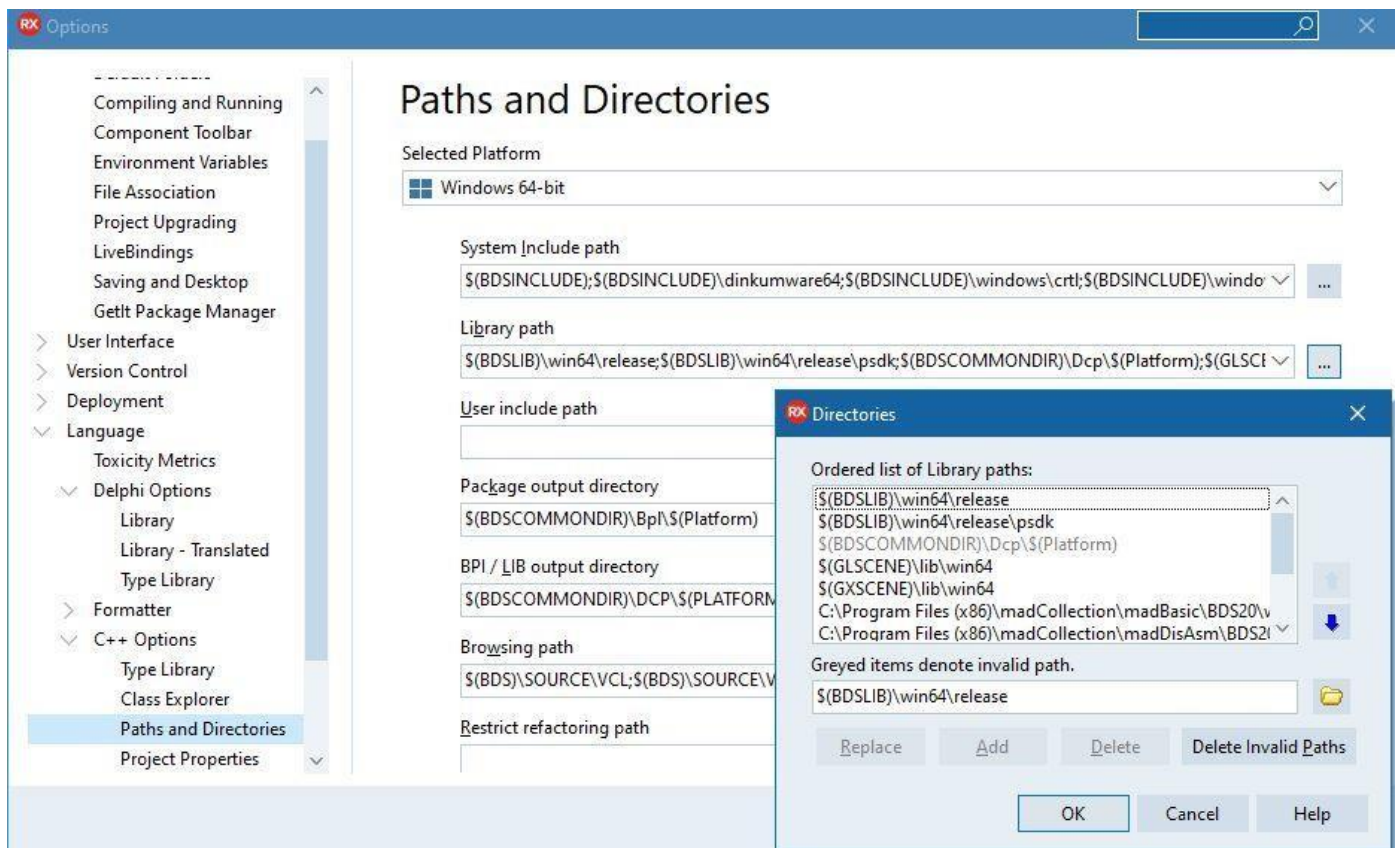 RX Options
Compiling and Running
Component Toolbar
Environment Variables
File Association
Project Upgrading
LiveBindings
Saving and Desktop
GetIt Package Manager
User Interface
Version Control
Deployment
Language
Toxicity Metrics
Delphi Options
Library
Library - Translated
Type Library
Formatter
C++ Options
Type Library
Class Explorer
Paths and Directories
Project Properties
Paths and Directories
Selected Platform
Windows 64-bit
System Include path
$(BDSINCLUDE);$(BDSINCLUDE)\dinkumware64;$(BDSINCLUDE)\windows\crtl;$(BDSINCLUDE)\windo
...
Library path
$(BDSLIB)\win64\release;$(BDSLIB)\win64\release\psdk;$(BDSCOMMONDIR)\Dcp\$(Platform);$(GLSCE
...
User include path
Package output directory
$(BDSCOMMONDIR)\Bpl\$(Platform)
BPI / LIB output directory
$(BDSCOMMONDIR)\DCP\$(PLATFORM
Browsing path
$(BDS)\SOURCE\VCL;$(BDS)\SOURCE\V
Restrict refactoring path
RX Directories
Ordered list of Library paths:
$(BDSLIB)\win64\release
$(BDSLIB)\win64\release\psdk
$(BDSCOMMONDIR)\Dcp\$(Platform)
$(GLSCENE)\lib\win64
$(GXSCENE)\lib\win64
C:\Program Files (x86)\madCollection\madBasic\BDS20\
C:\Program Files (x86)\madCollection\madDisAsm\BDS2
Greyed items denote invalid path.
$(BDSLIB)\win64\release
Replace Add Delete Delete Invalid Paths
OK Cancel Help